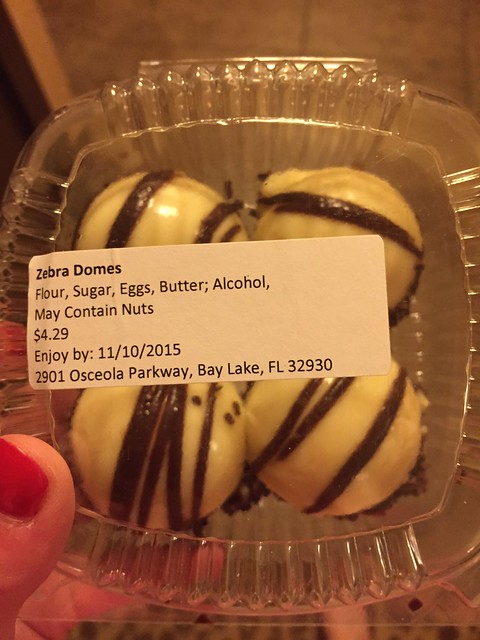 Zebra Domes
Flour, Sugar, Eggs, Butter; Alcohol,
May Contain Nuts
$4.29
Enjoy by: 11/10/2015
2901 Osceola Parkway, Bay Lake, FL 32930